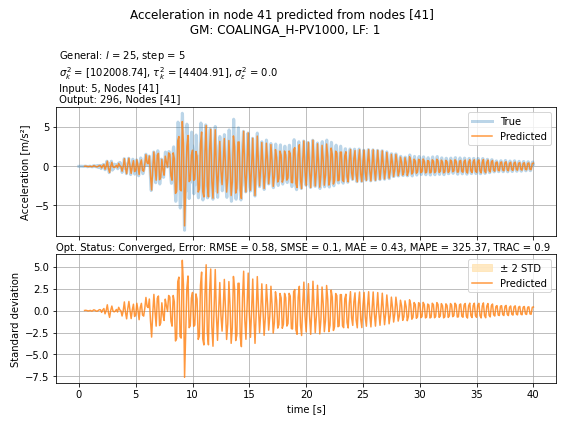 Acceleration in node 41 predicted from nodes [41]
GM: COALINGA_H-PV1000, LF: 1
General: l = 25, step = 5
σ²ₖ = [102008.74], τ²ₖ = [4404.91], σ²ε = 0.0
Input: 5, Nodes [41]
Output: 296, Nodes [41]
Acceleration [m/s²]
5
0
−5
True
Predicted
Opt. Status: Converged, Error: RMSE = 0.58, SMSE = 0.1, MAE = 0.43, MAPE = 325.37, TRAC = 0.9
Standard deviation
5.0
2.5
0.0
−2.5
−5.0
−7.5
± 2 STD
Predicted
0 5 10 15 20 25 30 35 40
time [s]